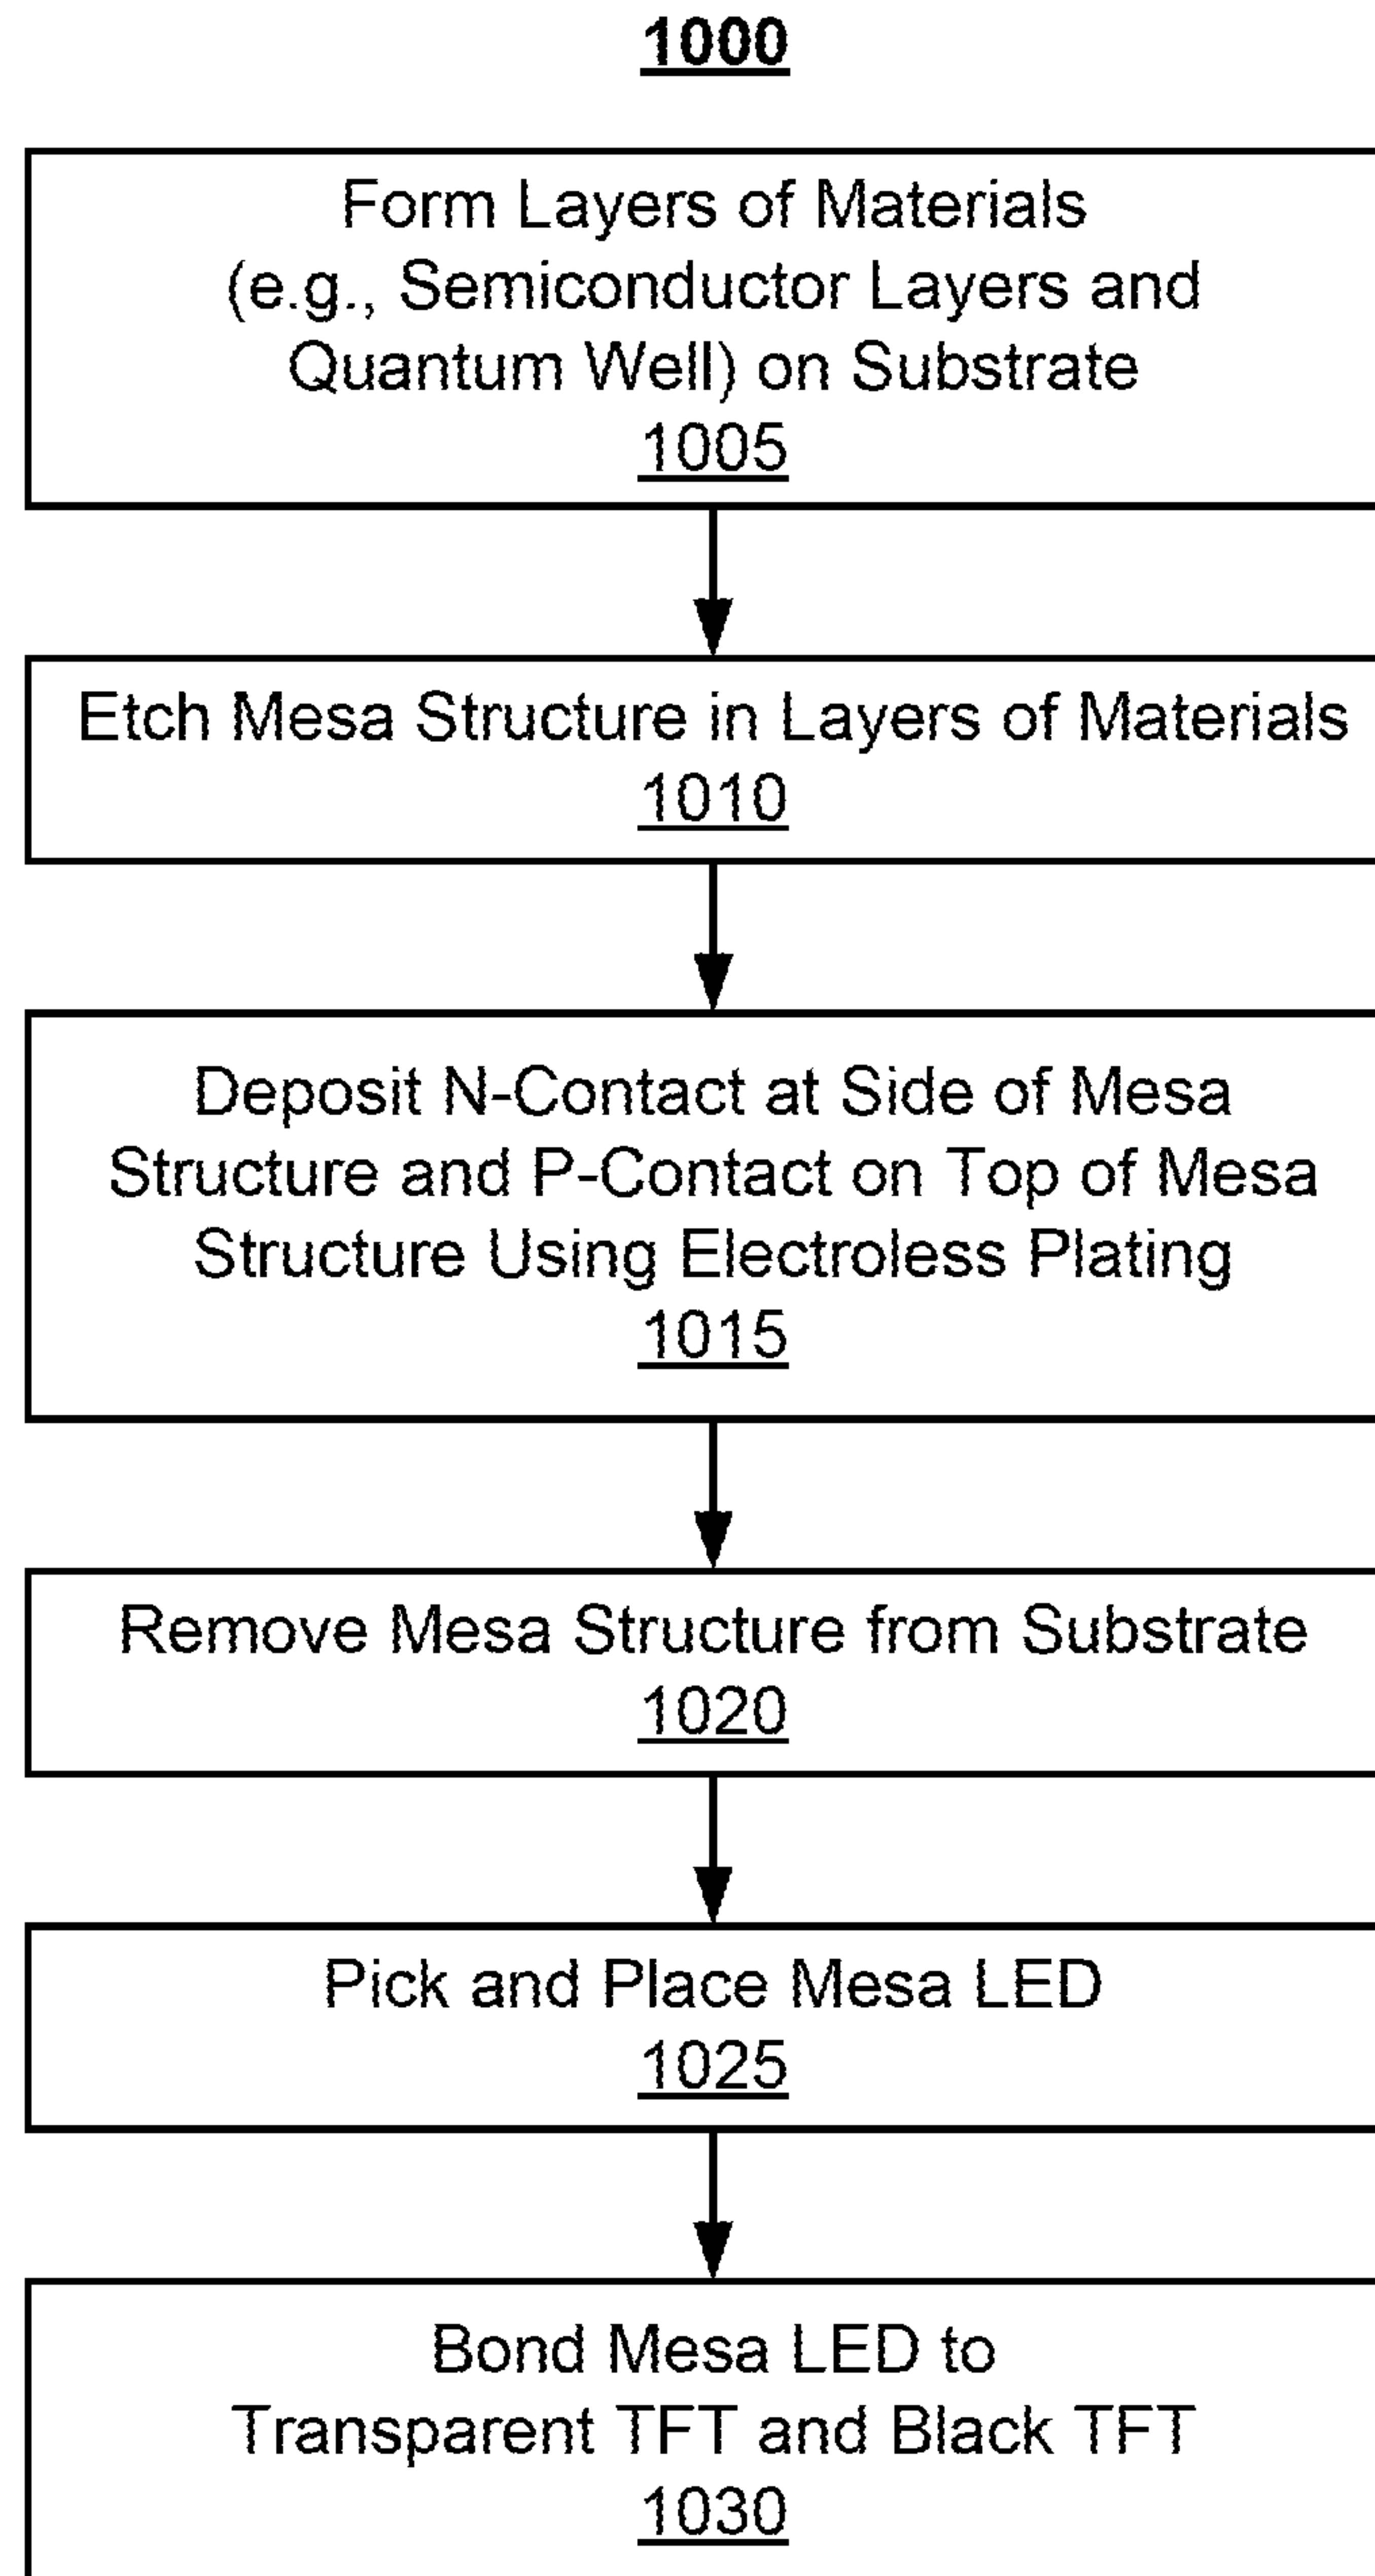 1000
Form Layers of Materials
(e.g., Semiconductor Layers and
Quantum Well) on Substrate
1005
Etch Mesa Structure in Layers of Materials
1010
Deposit N-Contact at Side of Mesa
Structure and P-Contact on Top of Mesa
Structure Using Electroless Plating
1015
Remove Mesa Structure from Substrate
1020
Pick and Place Mesa LED
1025
Bond Mesa LED to
Transparent TFT and Black TFT
1030